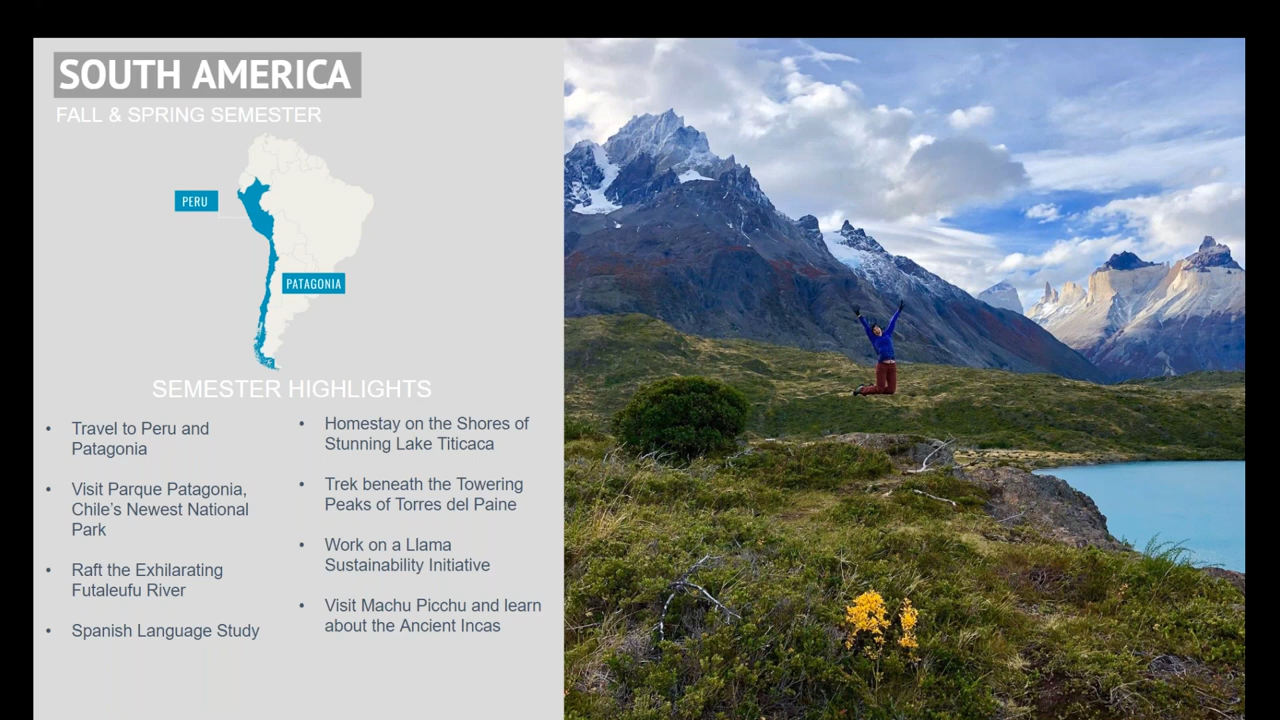 SOUTH AMERICA
FALL & SPRING SEMESTER
PERU
PATAGONIA
SEMESTER HIGHLIGHTS
• Travel to Peru and
Patagonia
• Visit Parque Patagonia,
Chile's Newest National
Park
• Raft the Exhilarating
Futaleufu River
• Spanish Language Study
• Homestay on the Shores of
Stunning Lake Titicaca
• Trek beneath the Towering
Peaks of Torres del Paine
• Work on a Llama
Sustainability Initiative
• Visit Machu Picchu and learn
about the Ancient Incas